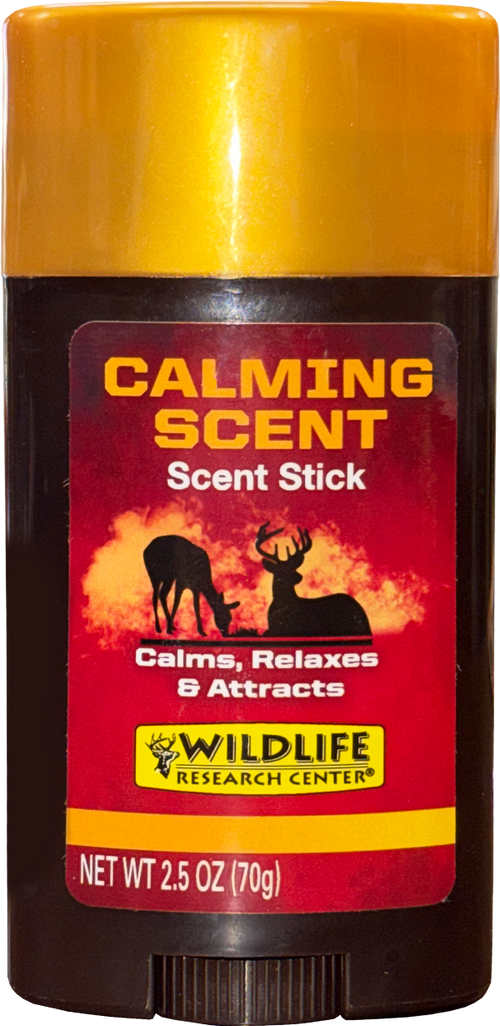 CALMING
SCENT
Scent Stick
Calms, Relaxes
& Attracts
WILDLIFE
RESEARCH CENTER®
NET WT 2.5 OZ (70g)